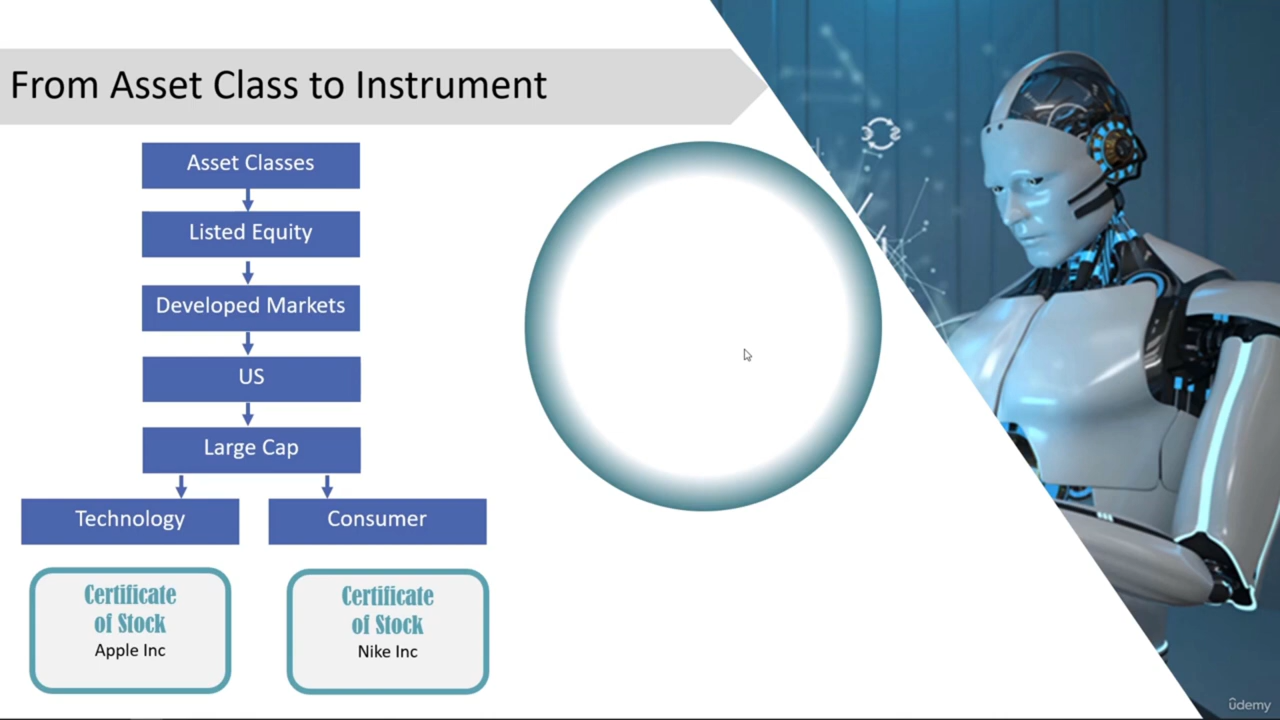 From Asset Class to Instrument
Asset Classes
Listed Equity
Developed Markets
US
Large Cap
Technology
Consumer
Certificate
of Stock
Apple Inc
Certificate
of Stock
Nike Inc
ûdemy